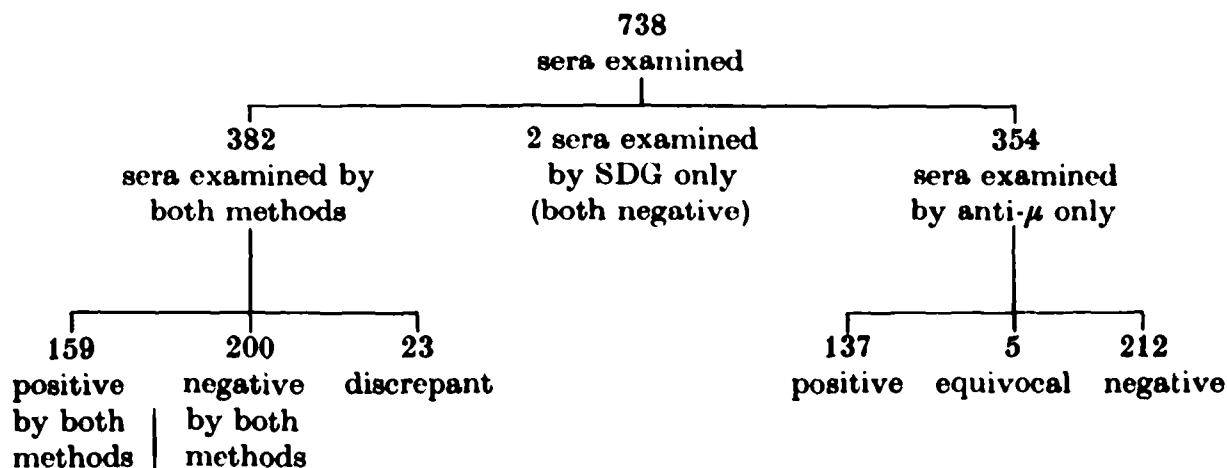 738
sera examined
382
sera examined by
both methods
2 sera examined
by SDG only
(both negative)
354
sera examined
by anti-μ only
159
positive
by both
methods
200
negative
by both
methods
23
discrepant
137
positive
5
equivocal
212
negative